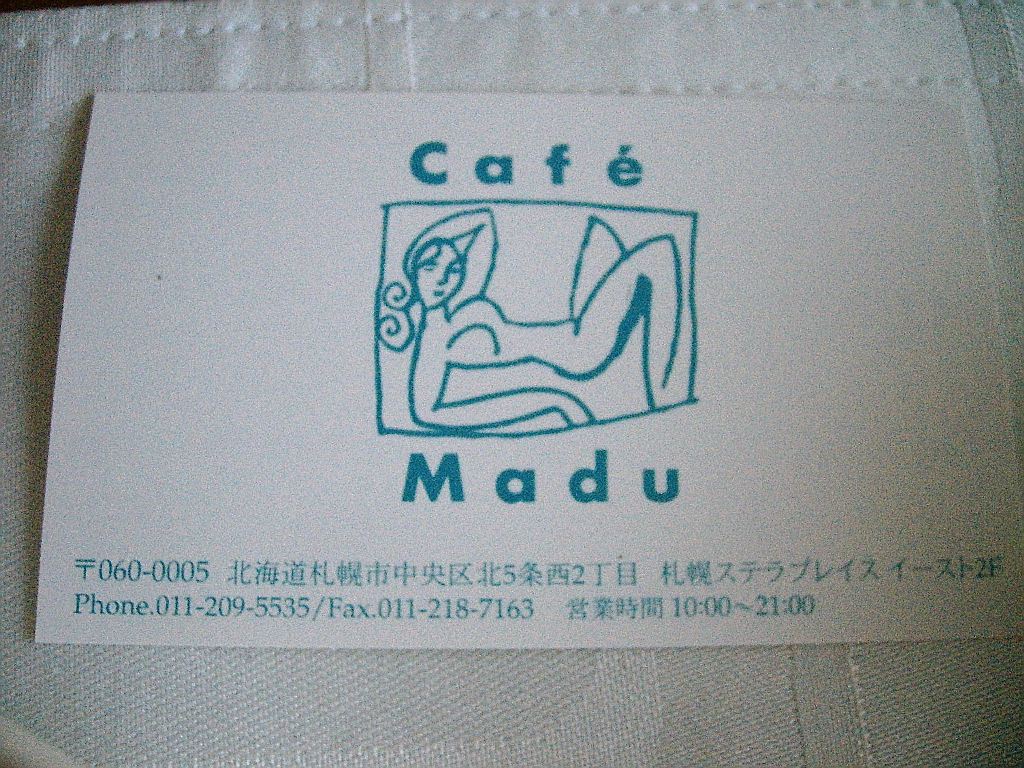 Café
Madu
〒060-0005 北海道札幌市中央区北5条西2丁目 札幌ステラプレイス イースト2F
Phone.011-209-5535/Fax.011-218-7163 営業時間 10:00～21:00